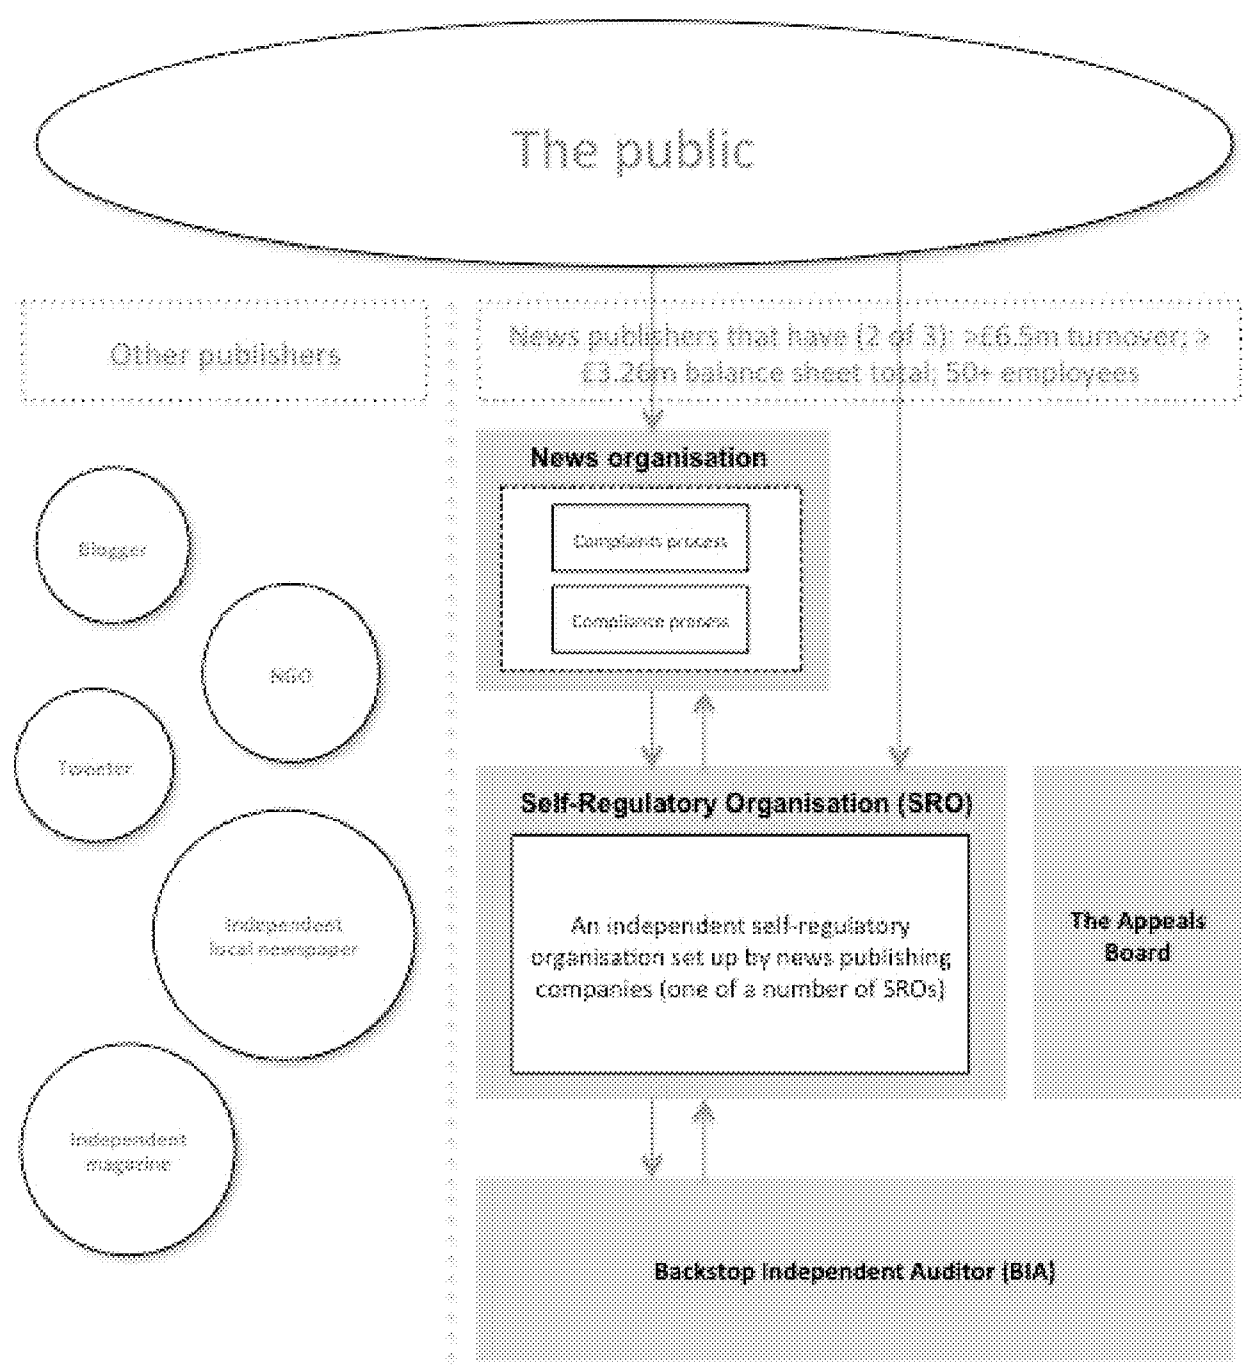 The public
Other publishers
News publishers that have (2 of 3): >£6.5m turnover; >
£3.26m balance sheet total; 50+ employees
News organisation
Complaints process
Compliance process
Blogger
NGO
Tweeter
Independent
local newspaper
Independent
magazine
Self-Regulatory Organisation (SRO)
An independent self-regulatory
organisation set up by news publishing
companies (one of a number of SROs)
The Appeals
Board
Backstop Independent Auditor (BIA)